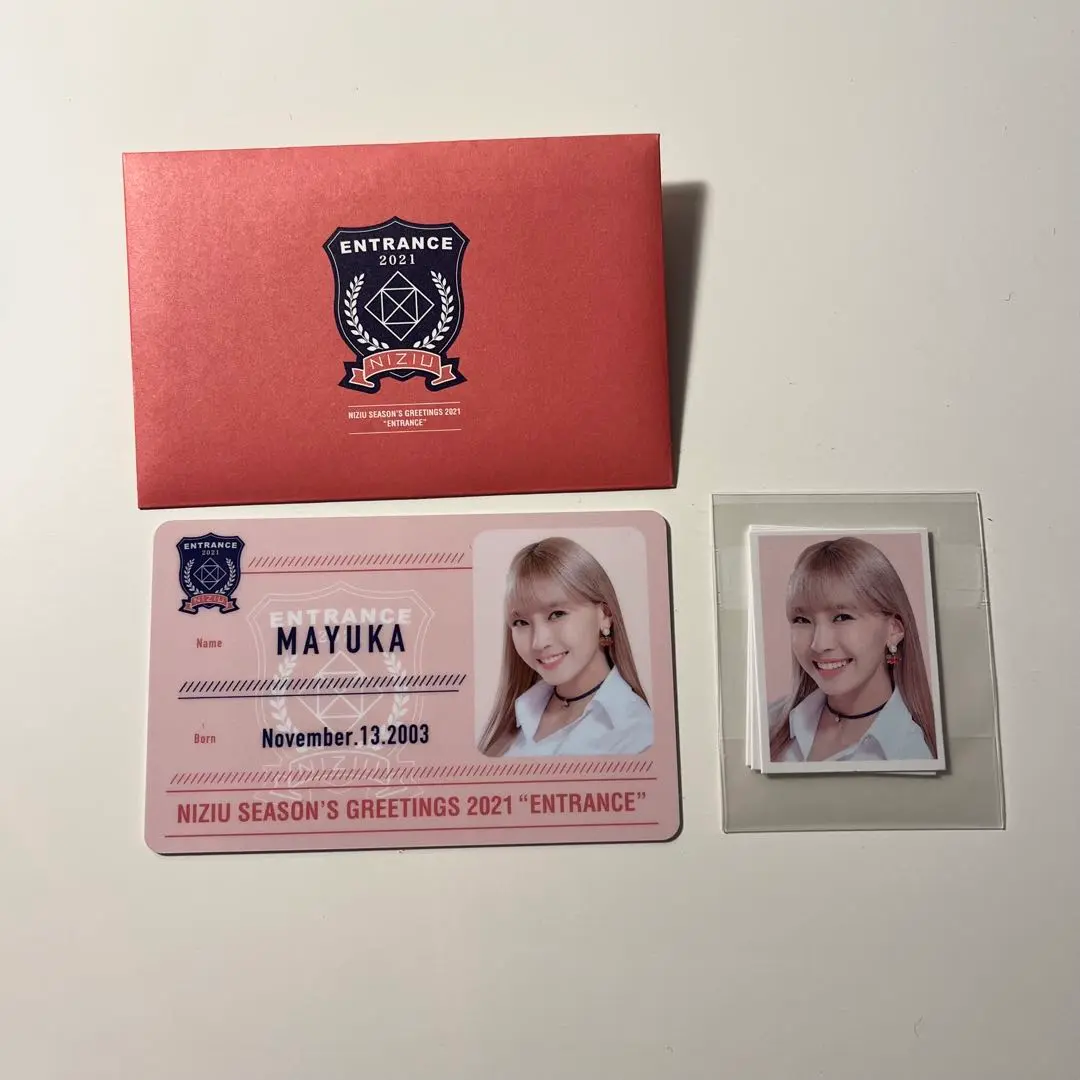 ENTRANCE
2021
NIZIU
NIZIU SEASON'S GREETINGS 2021
"ENTRANCE"
ENTRANCE
2021
NIZIU
ENTRANCE
Name
MAYUKA
Born
November.13.2003
NIZIU
NIZIU SEASON'S GREETINGS 2021 "ENTRANCE"